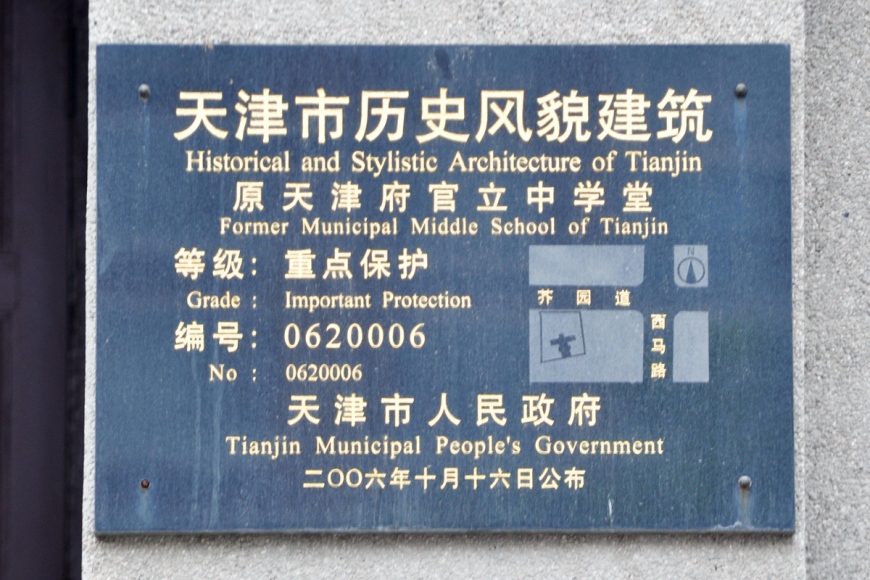 天津市历史风貌建筑
Historical and Stylistic Architecture of Tianjin
原天津府官立中学堂
Former Municipal Middle School of Tianjin
等级：重点保护
Grade : Important Protection
编号：0620006
No : 0620006
N
芥园道
西马路
天津市人民政府
Tianjin Municipal People's Government
二〇〇六年十月十六日公布